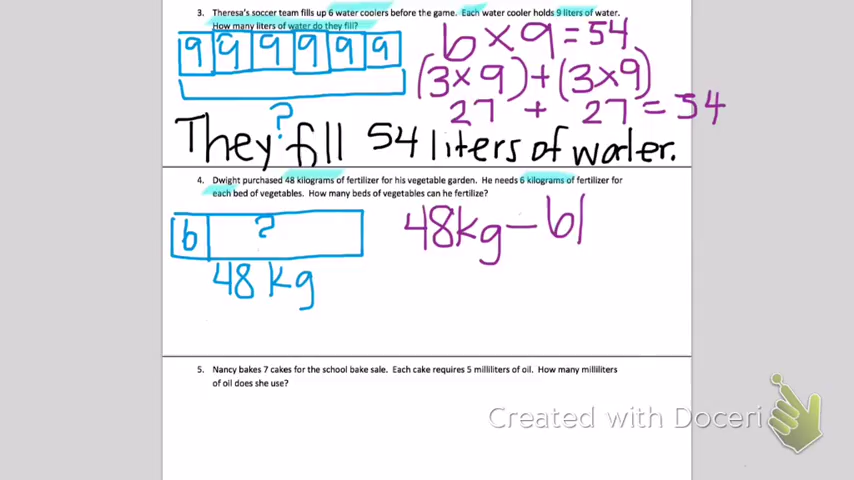 3. Theresa's soccer team fills up 6 water coolers before the game. Each water cooler holds 9 liters of water.
How many liters of water do they fill?
9 9 9 9 9 9
?
6 × 9 = 54
(3 × 9) + (3 × 9)
27 + 27 = 54
They fill 54 liters of water.
4. Dwight purchased 48 kilograms of fertilizer for his vegetable garden. He needs 6 kilograms of fertilizer for
each bed of vegetables. How many beds of vegetables can he fertilize?
6 ?
48 kg
48kg - 6
5. Nancy bakes 7 cakes for the school bake sale. Each cake requires 5 milliliters of oil. How many milliliters
of oil does she use?
Created with Doceri